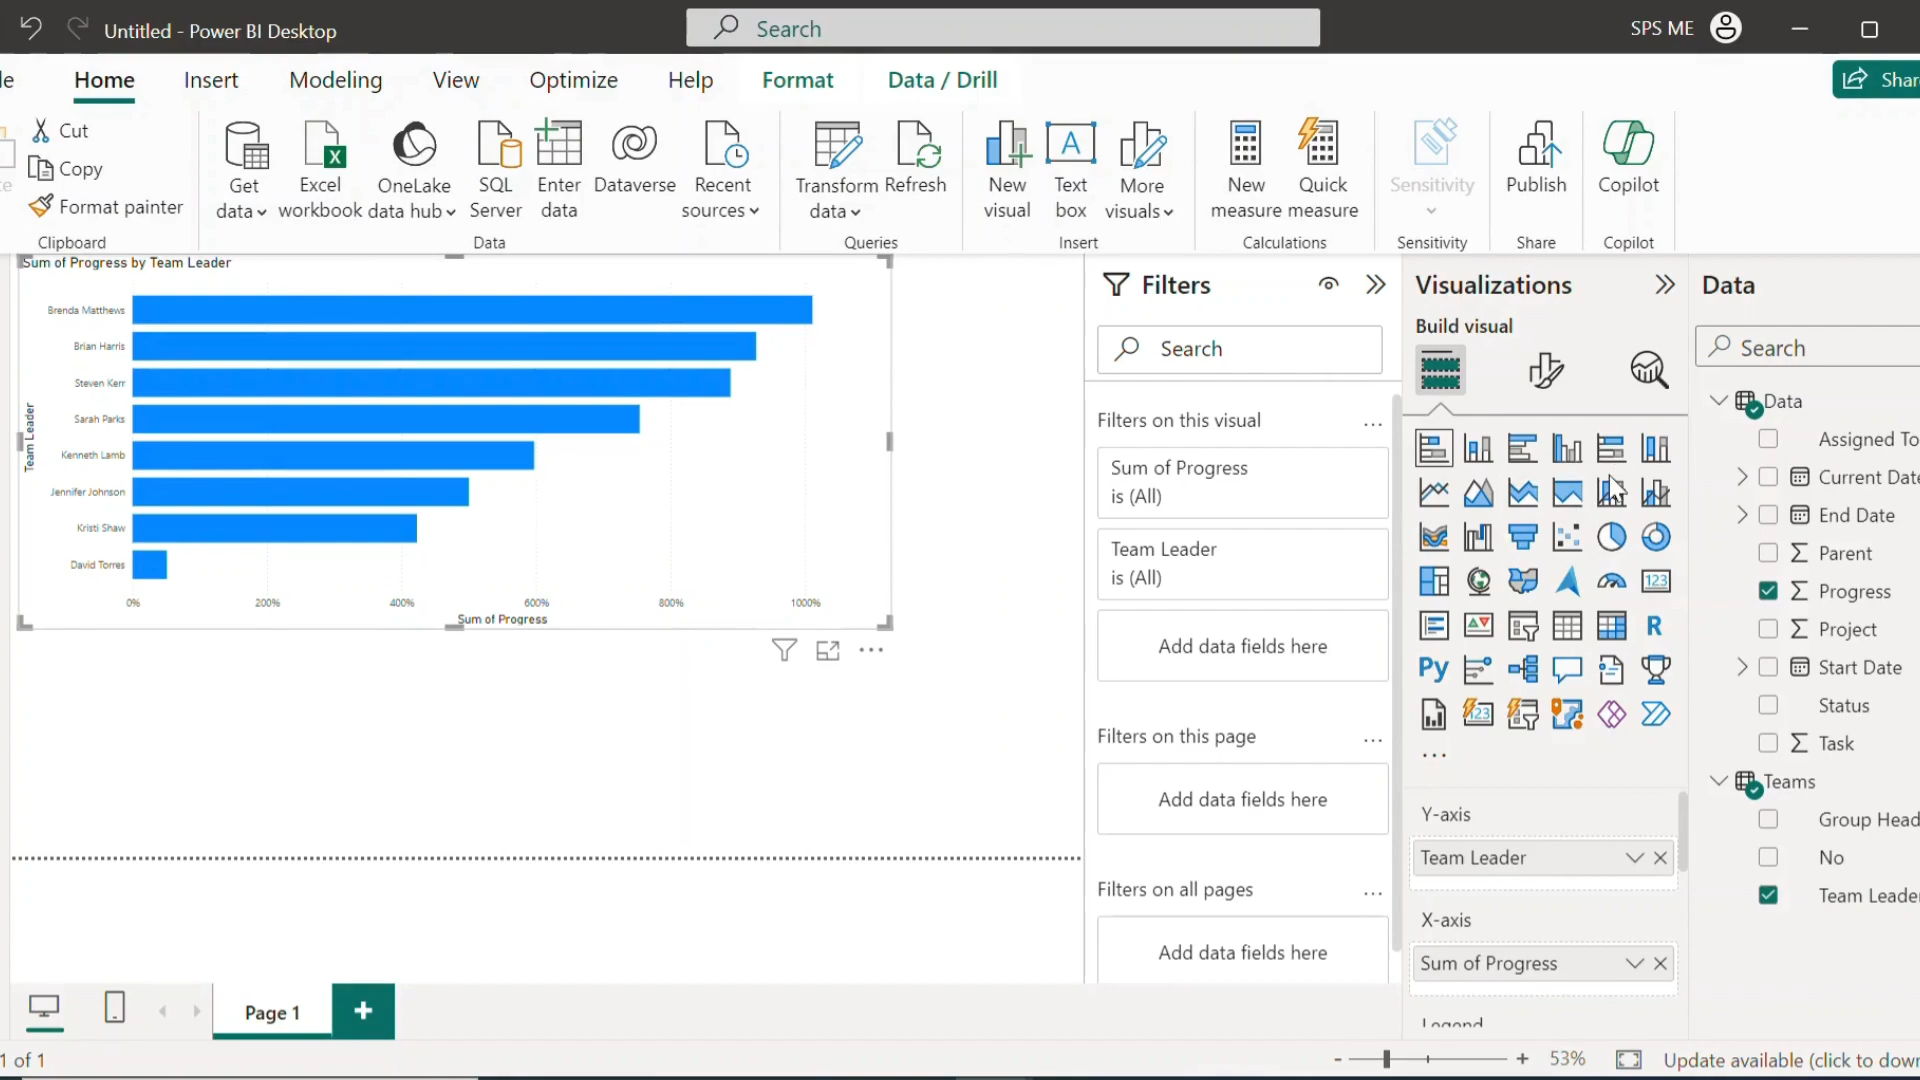 Untitled - Power BI Desktop
Search
SPS ME
Home
Insert
Modeling
View
Optimize
Help
Format
Data / Drill
Cut
Copy
Format painter
Clipboard
Get data
Excel workbook
OneLake data hub
SQL Server
Enter data
Dataverse
Recent sources
Data
Transform data
Refresh
Queries
New visual
Text box
More visuals
Insert
New measure
Quick measure
Calculations
Sensitivity
Sensitivity
Publish
Share
Copilot
Copilot
Sum of Progress by Team Leader
Team Leader
Brenda Matthews
Brian Harris
Steven Kerr
Sarah Parks
Kenneth Lamb
Jennifer Johnson
Kristi Shaw
David Torres
0% 200% 400% 600% 800% 1000%
Sum of Progress
Filters
Search
Filters on this visual
...
Sum of Progress
is (All)
Team Leader
is (All)
Add data fields here
Filters on this page
...
Add data fields here
Filters on all pages
...
Add data fields here
Visualizations
Build visual
123
R
Py
123
...
Y-axis
Team Leader
X-axis
Sum of Progress
Legend
Data
Search
Data
Assigned To
Current Date
End Date
Σ Parent
Σ Progress
Σ Project
Start Date
Status
Σ Task
Teams
Group Head
No
Team Leader
Page 1
+
1 of 1
- + 53%
Update available (click to down